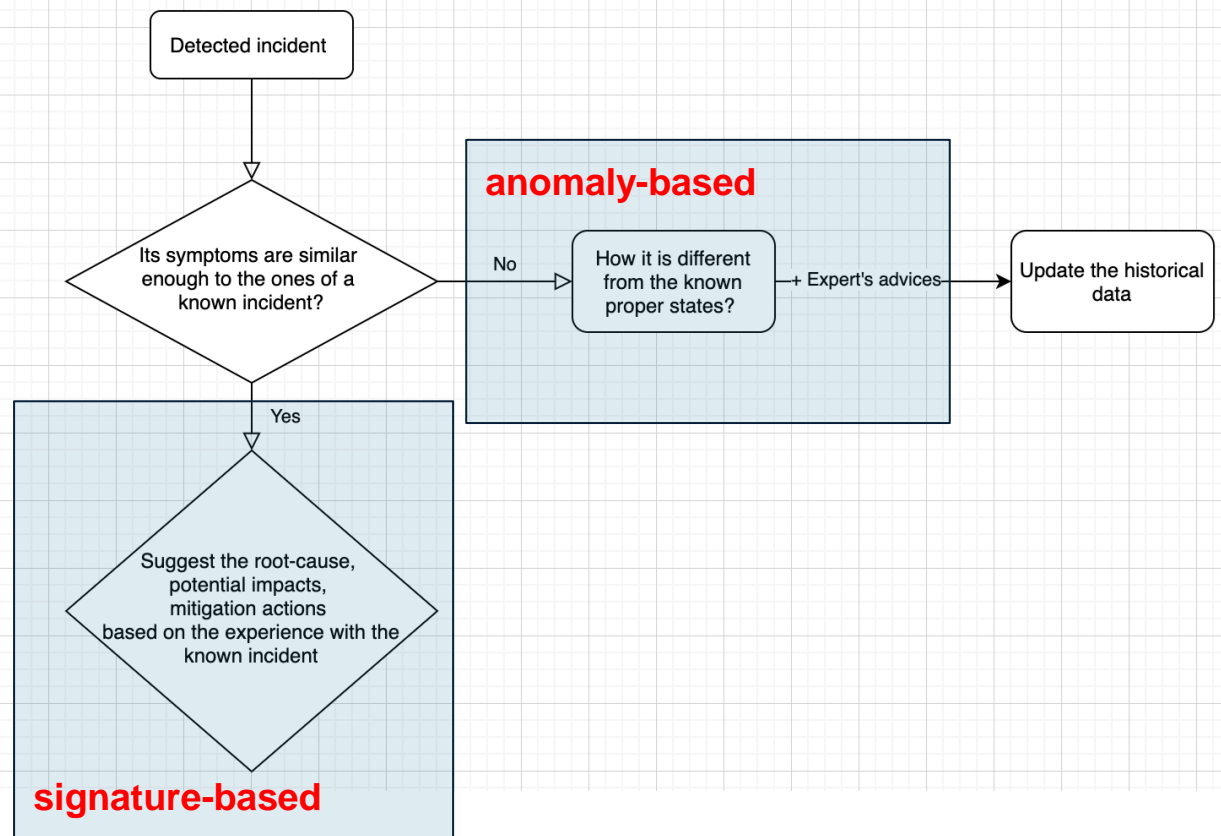 Detected incident
anomaly-based
Its symptoms are similar
enough to the ones of a
known incident?
No
How it is different
from the known
proper states?
+ Expert's advices
Update the historical
data
Yes
Suggest the root-cause,
potential impacts,
mitigation actions
based on the experience with the
known incident
signature-based